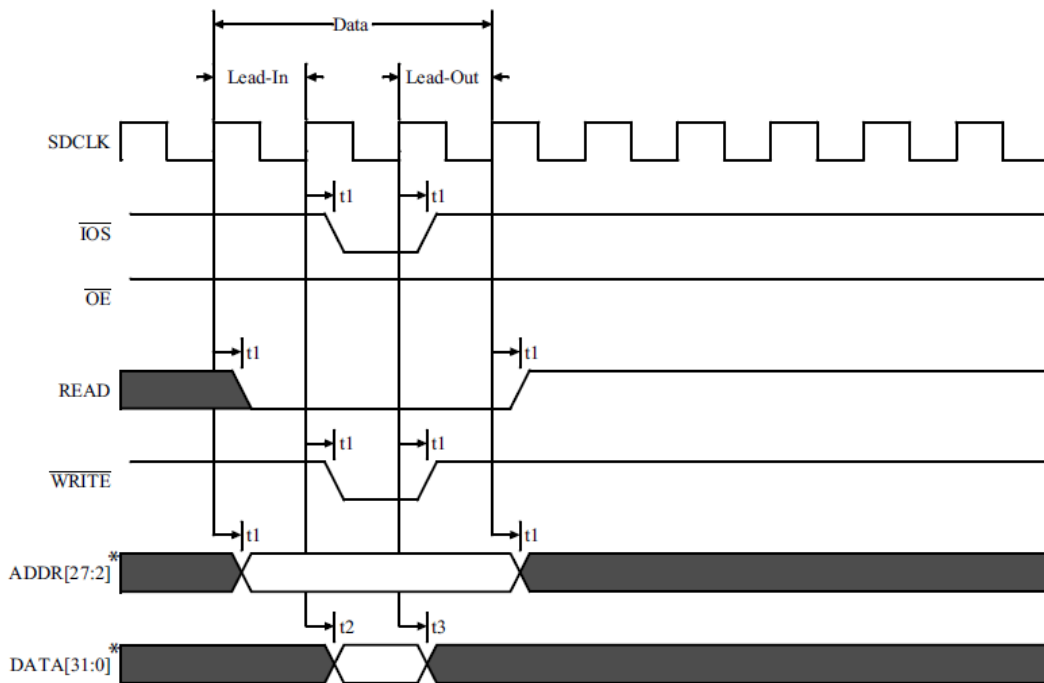 Data
Lead-In
Lead-Out
SDCLK
t1
t1
IOS
OE
t1
t1
READ
t1
t1
WRITE
t1
t1
*
ADDR[27:2]
t2
t3
*
DATA[31:0]